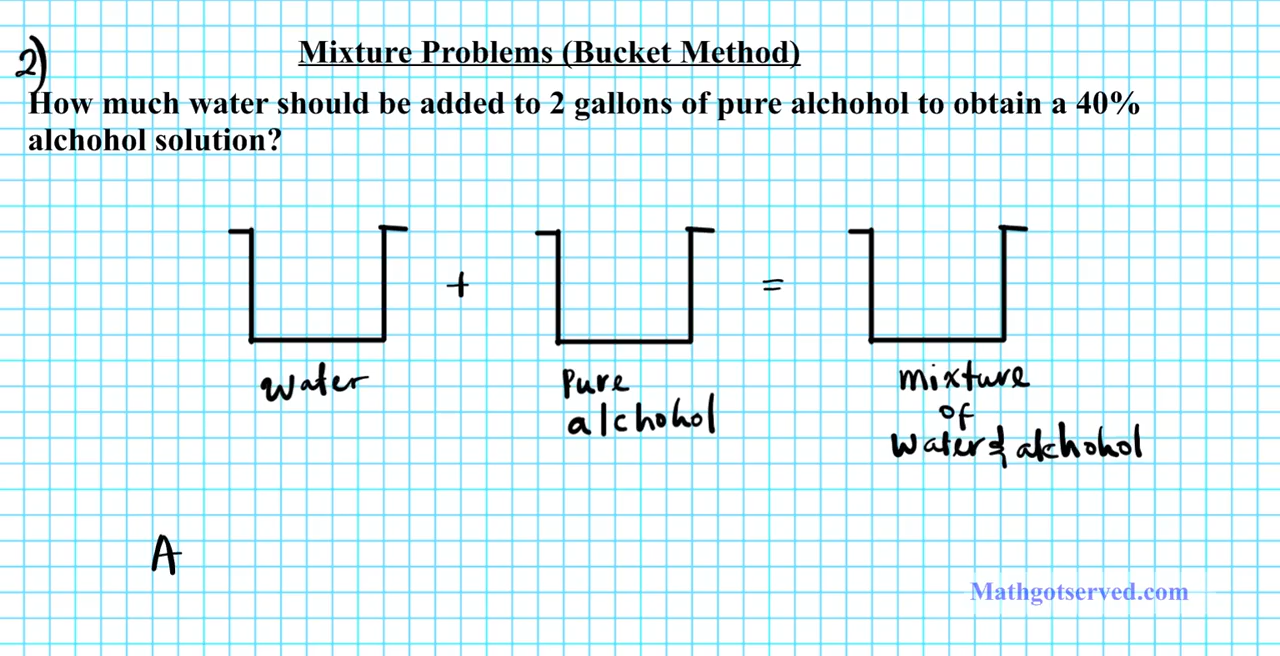 2)
Mixture Problems (Bucket Method)
How much water should be added to 2 gallons of pure alchohol to obtain a 40%
alchohol solution?
+ =
water
Pure
alchohol
mixture
of
water & alchohol
A
Mathgotserved.com